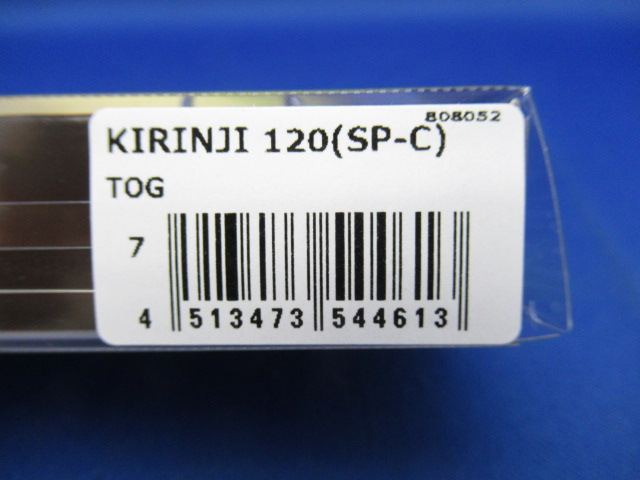 808052
KIRINJI 120(SP-C)
TOG
7
4 513473 544613